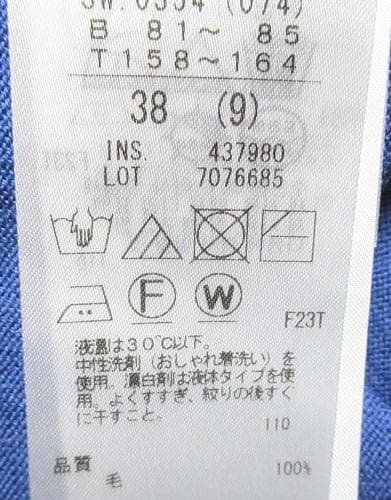 B 81～ 85
T158～164
38 (9)
INS. 437980
LOT 7076685
F W
F23T
液温は30℃以下。
中性洗剤（おしゃれ着洗い）を
使用。漂白剤は液体タイプを使
用。よくすすぎ、絞りの後すぐ
に干すこと。
110
品質
毛 100%